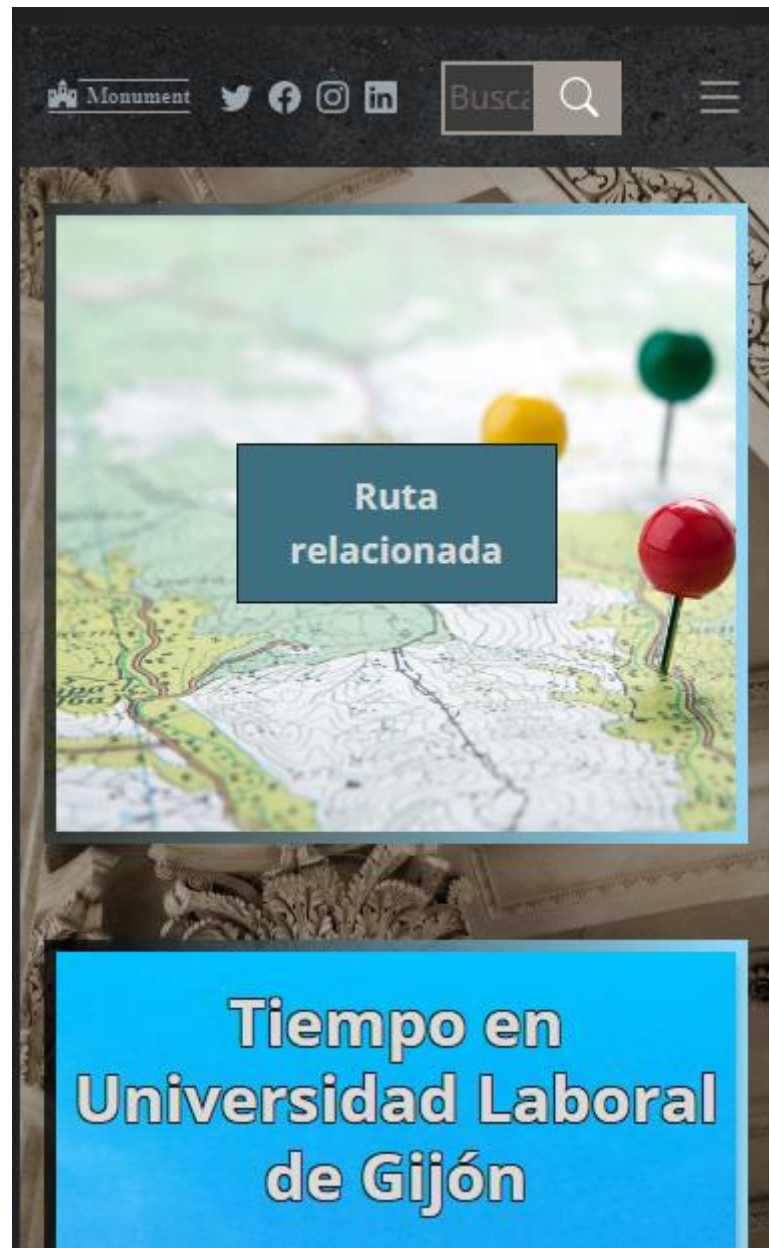 Monument
Busca
Ruta
relacionada
Tiempo en
Universidad Laboral
de Gijón